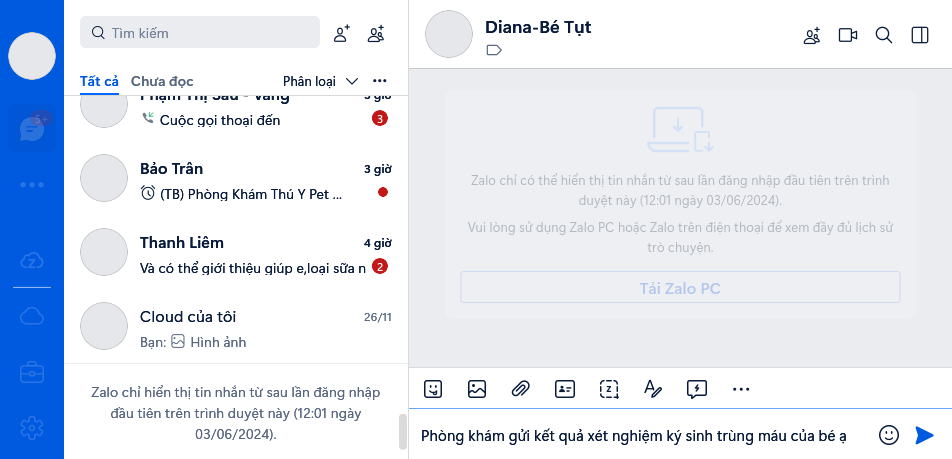 Tìm kiếm
Tất cả
Chưa đọc
Phân loại
5+
Phạm Thị Sáu - Vàng
3 giờ
Cuộc gọi thoại đến
3
Bảo Trân
3 giờ
(TB) Phòng Khám Thú Y Pet ...
Thanh Liêm
4 giờ
Và có thể giới thiệu giúp e,loại sữa n
2
Cloud của tôi
26/11
Bạn: Hình ảnh
Zalo chỉ hiển thị tin nhắn từ sau lần đăng nhập
đầu tiên trên trình duyệt này (12:01 ngày
03/06/2024).
Diana-Bé Tụt
Zalo chỉ có thể hiển thị tin nhắn từ sau lần đăng nhập đầu tiên trên trình
duyệt này (12:01 ngày 03/06/2024).
Vui lòng sử dụng Zalo PC hoặc Zalo trên điện thoại để xem đầy đủ lịch sử
trò chuyện.
Tải Zalo PC
Phòng khám gửi kết quả xét nghiệm ký sinh trùng máu của bé ạ